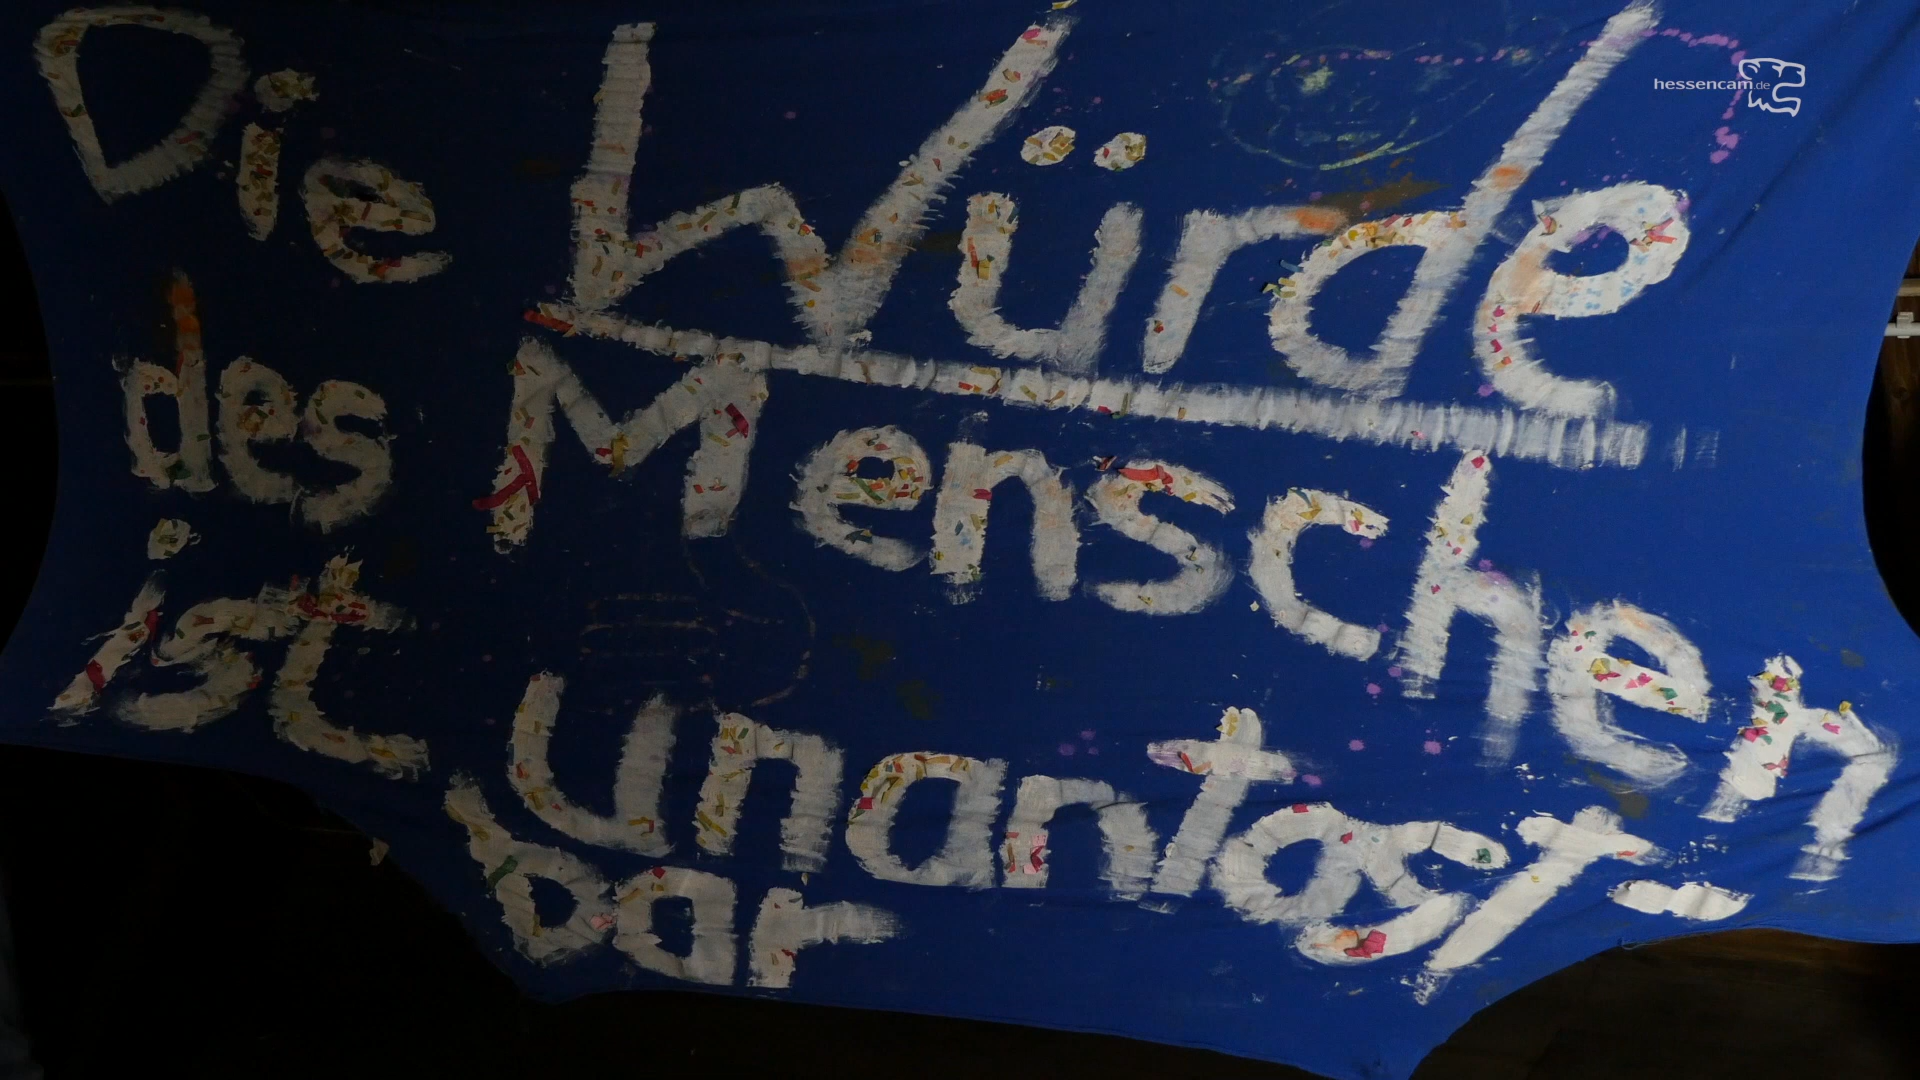 Die Würde
des Menschen
ist unantast-
bar
hessencam.de